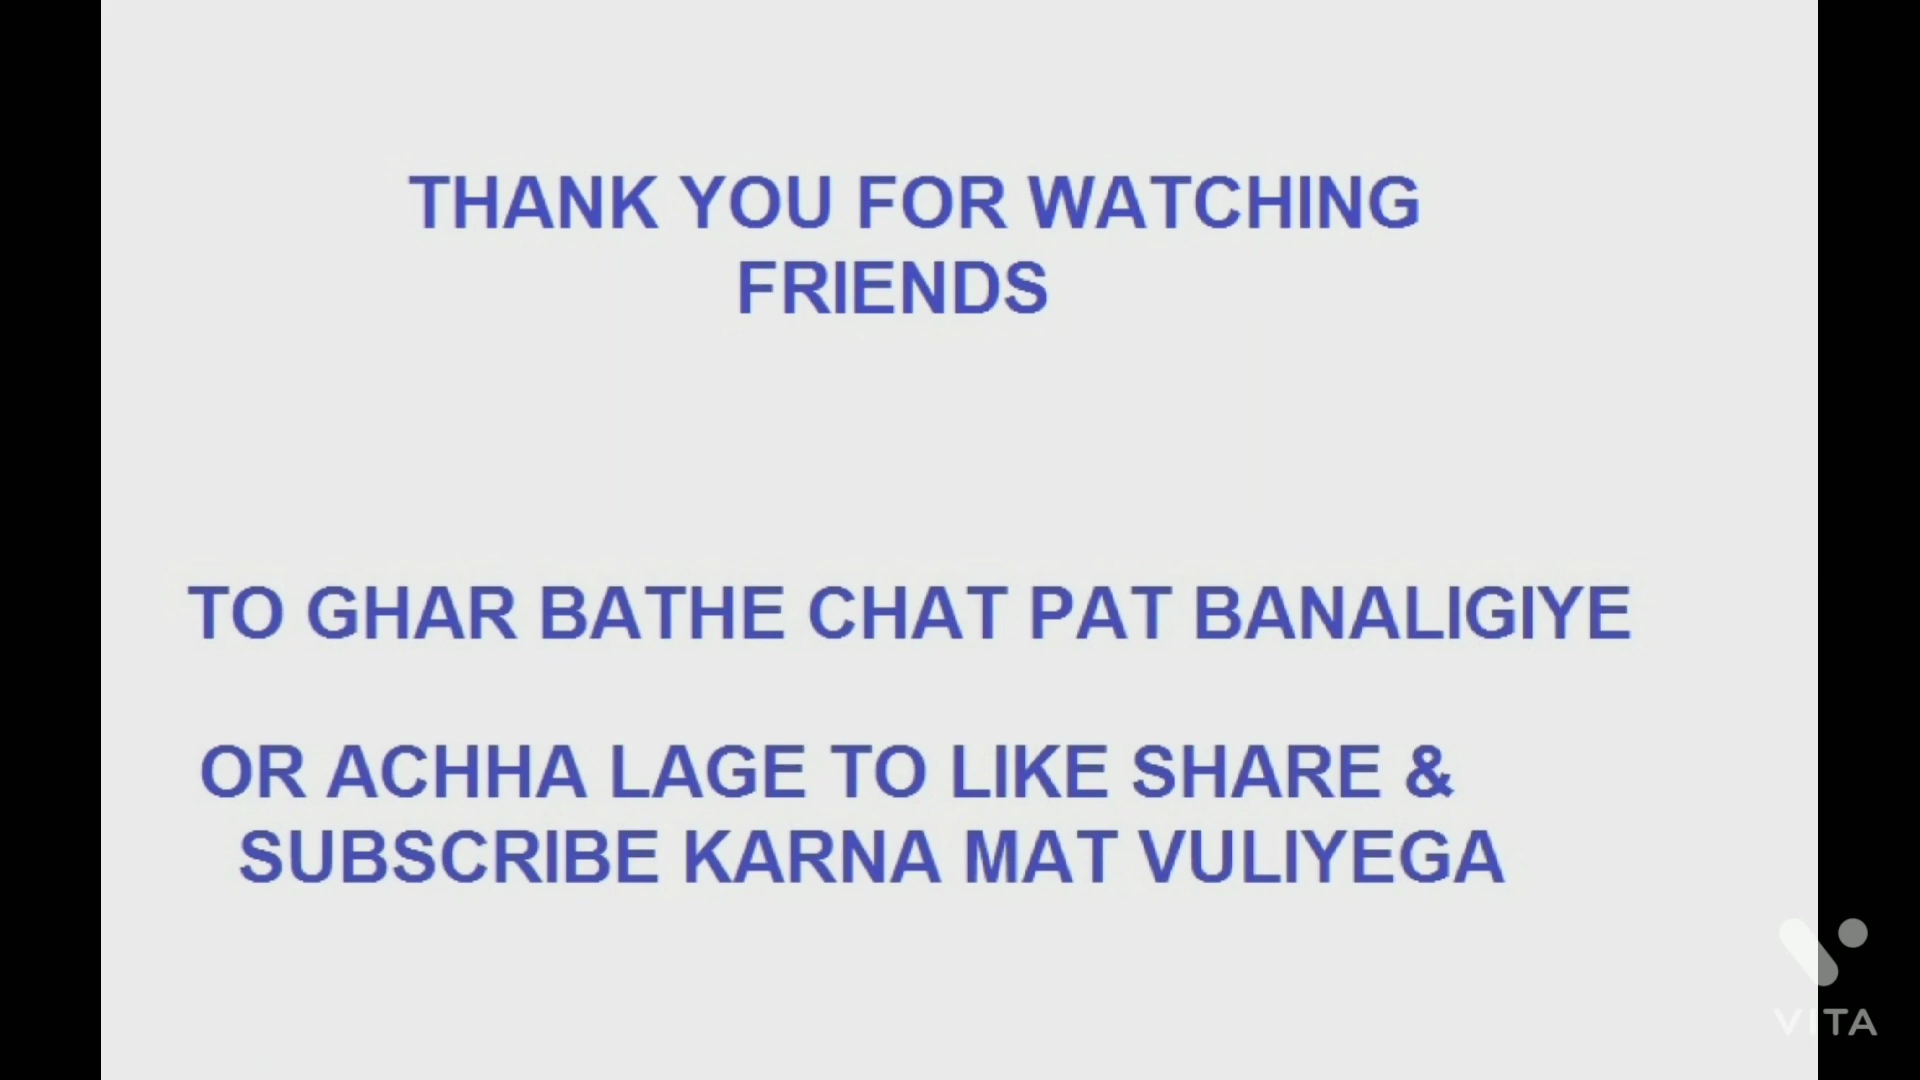 THANK YOU FOR WATCHING
FRIENDS
TO GHAR BATHE CHAT PAT BANALIGIYE
OR ACHHA LAGE TO LIKE SHARE &
SUBSCRIBE KARNA MAT VULIYEGA
VITA